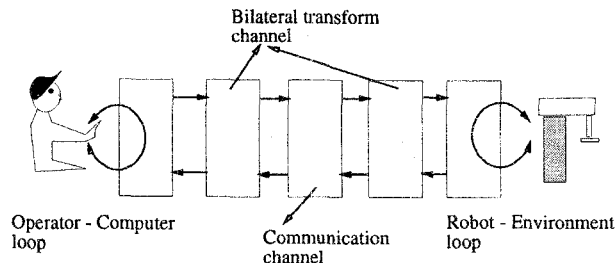 Bilateral transform
channel
Operator - Computer
loop
Communication
channel
Robot - Environment
loop